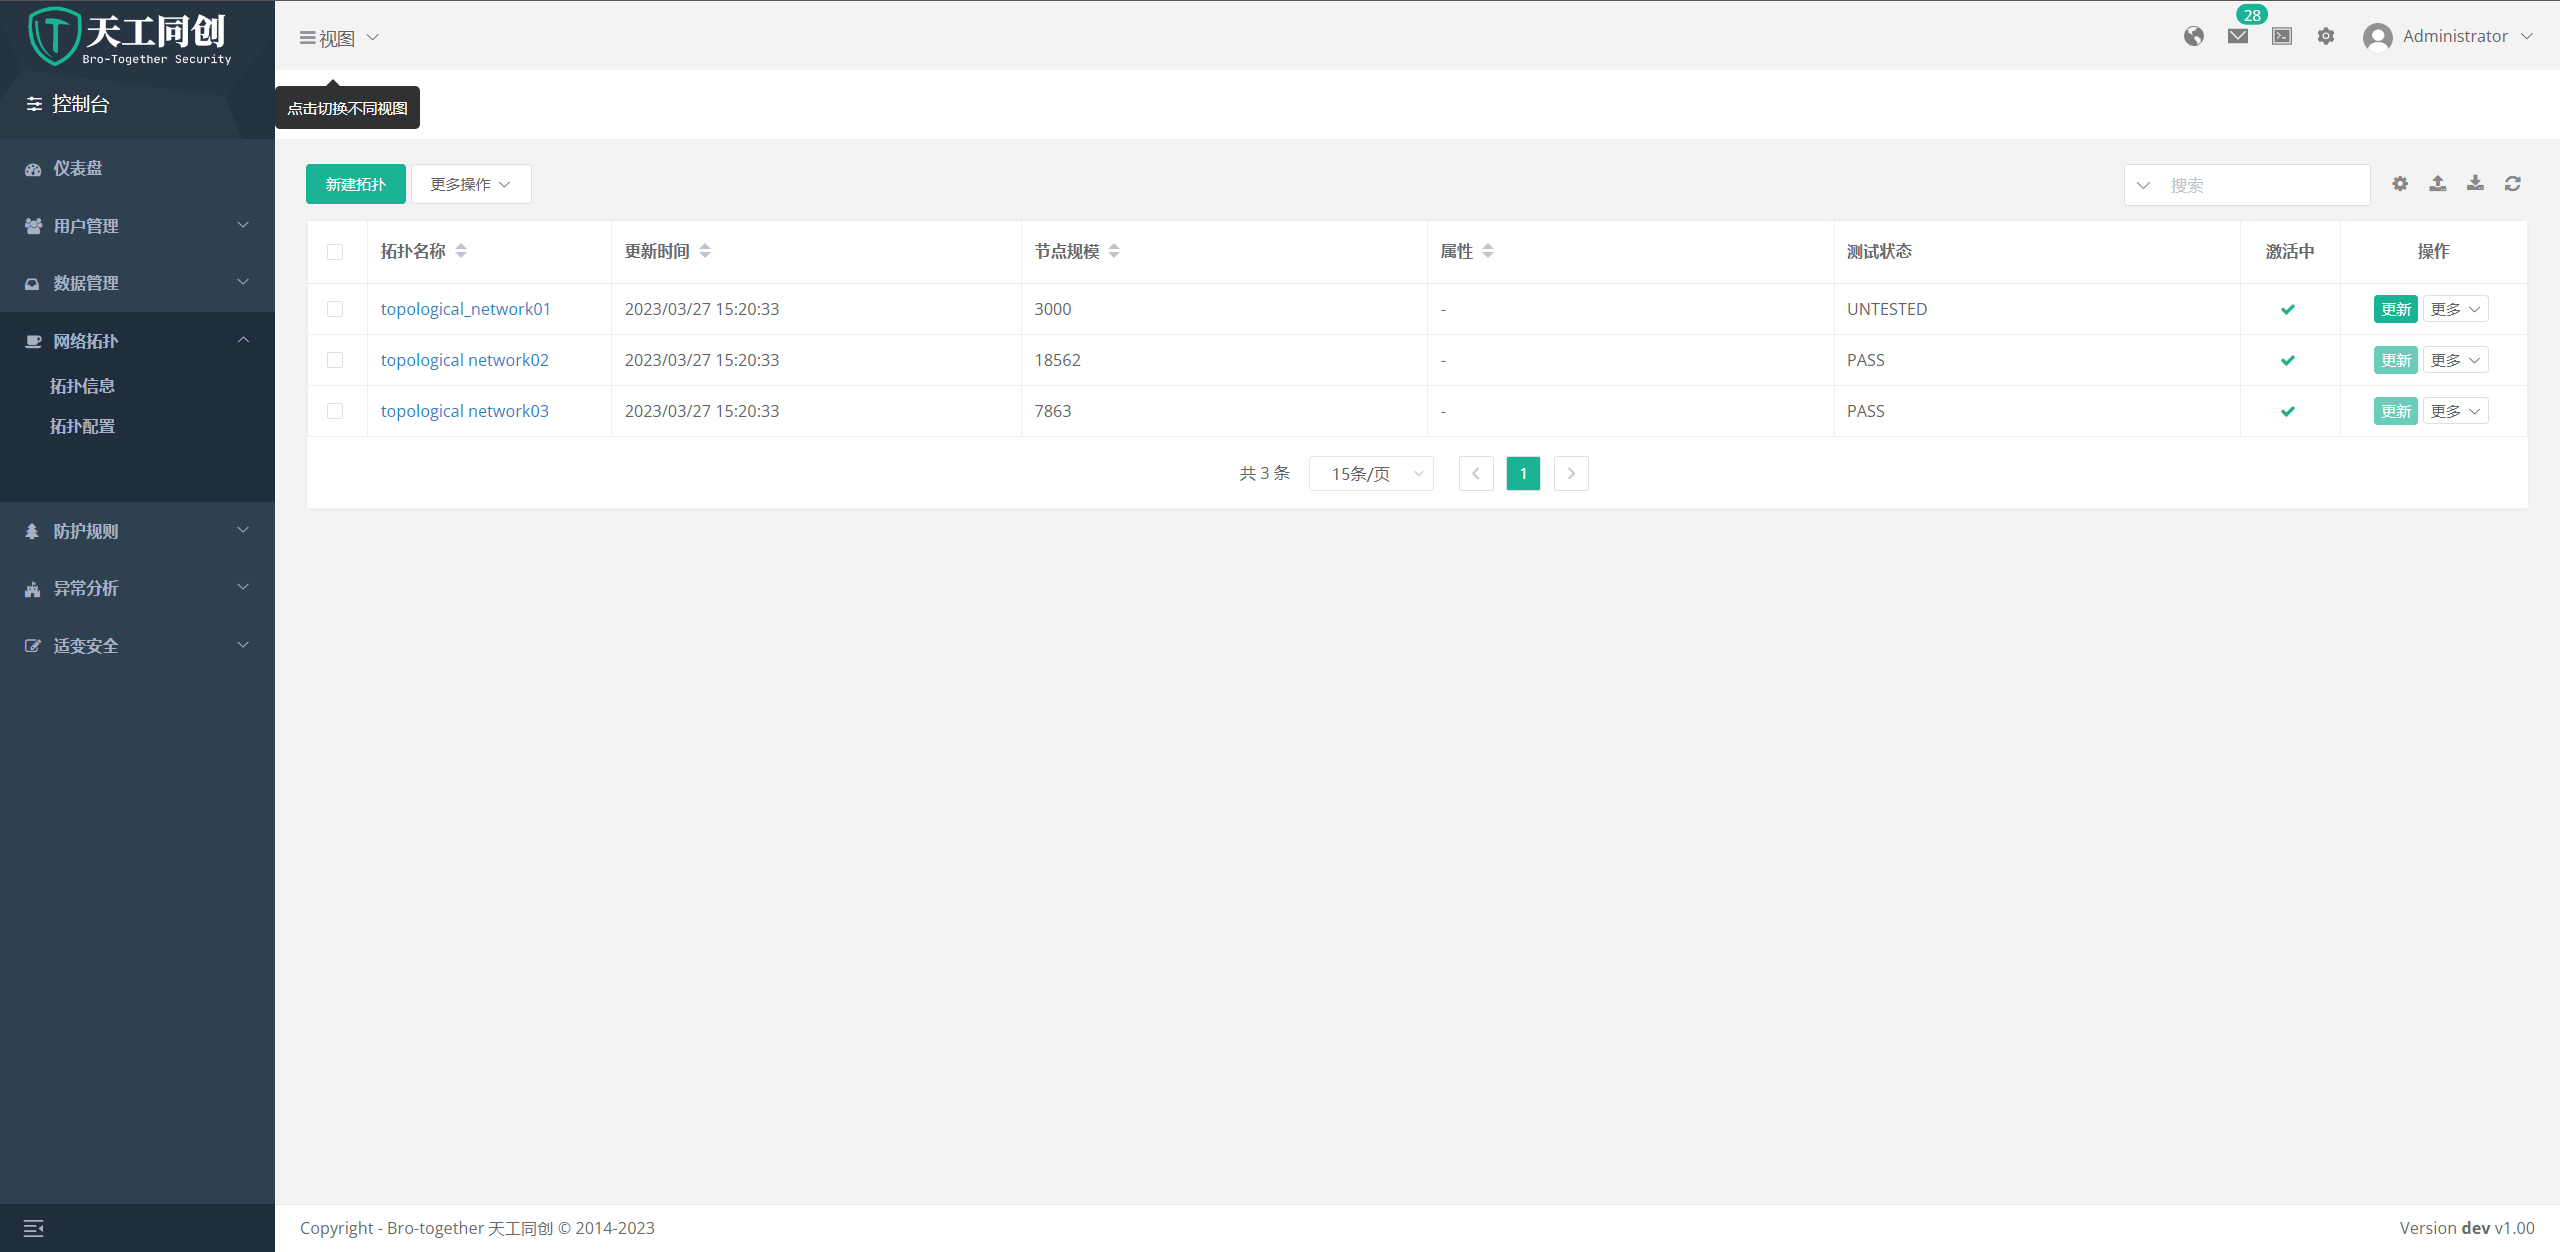 天工同创
Bro-Together Security
控制台
仪表盘
用户管理
数据管理
网络拓扑
拓扑信息
拓扑配置
防护规则
异常分析
适变安全
视图
28
Administrator
点击切换不同视图
新建拓扑 更多操作 搜索
拓扑名称 更新时间 节点规模 属性 测试状态 激活中 操作
topological_network01 2023/03/27 15:20:33 3000 - UNTESTED 更新 更多
topological network02 2023/03/27 15:20:33 18562 - PASS 更新 更多
topological network03 2023/03/27 15:20:33 7863 - PASS 更新 更多
共 3 条 15条/页 1
Copyright - Bro-together 天工同创 © 2014-2023
Version dev v1.00